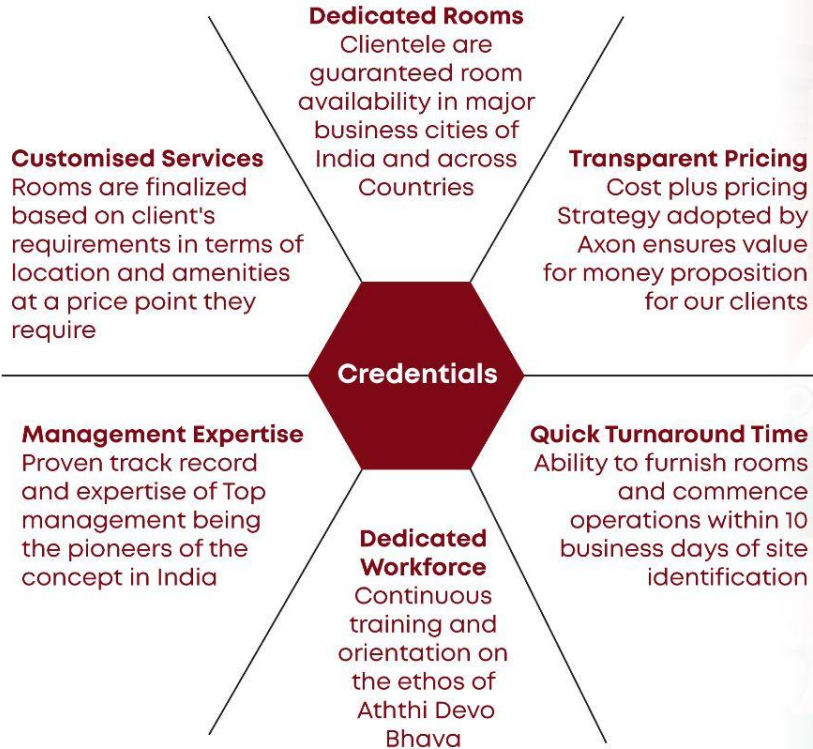 Dedicated Rooms
Clientele are
guaranteed room
availability in major
business cities of
India and across
Countries
Customised Services
Rooms are finalized
based on client's
requirements in terms of
location and amenities
at a price point they
require
Transparent Pricing
Cost plus pricing
Strategy adopted by
Axon ensures value
for money proposition
for our clients
Credentials
Management Expertise
Proven track record
and expertise of Top
management being
the pioneers of the
concept in India
Quick Turnaround Time
Ability to furnish rooms
and commence
operations within 10
business days of site
identification
Dedicated
Workforce
Continuous
training and
orientation on
the ethos of
Aththi Devo
Bhava